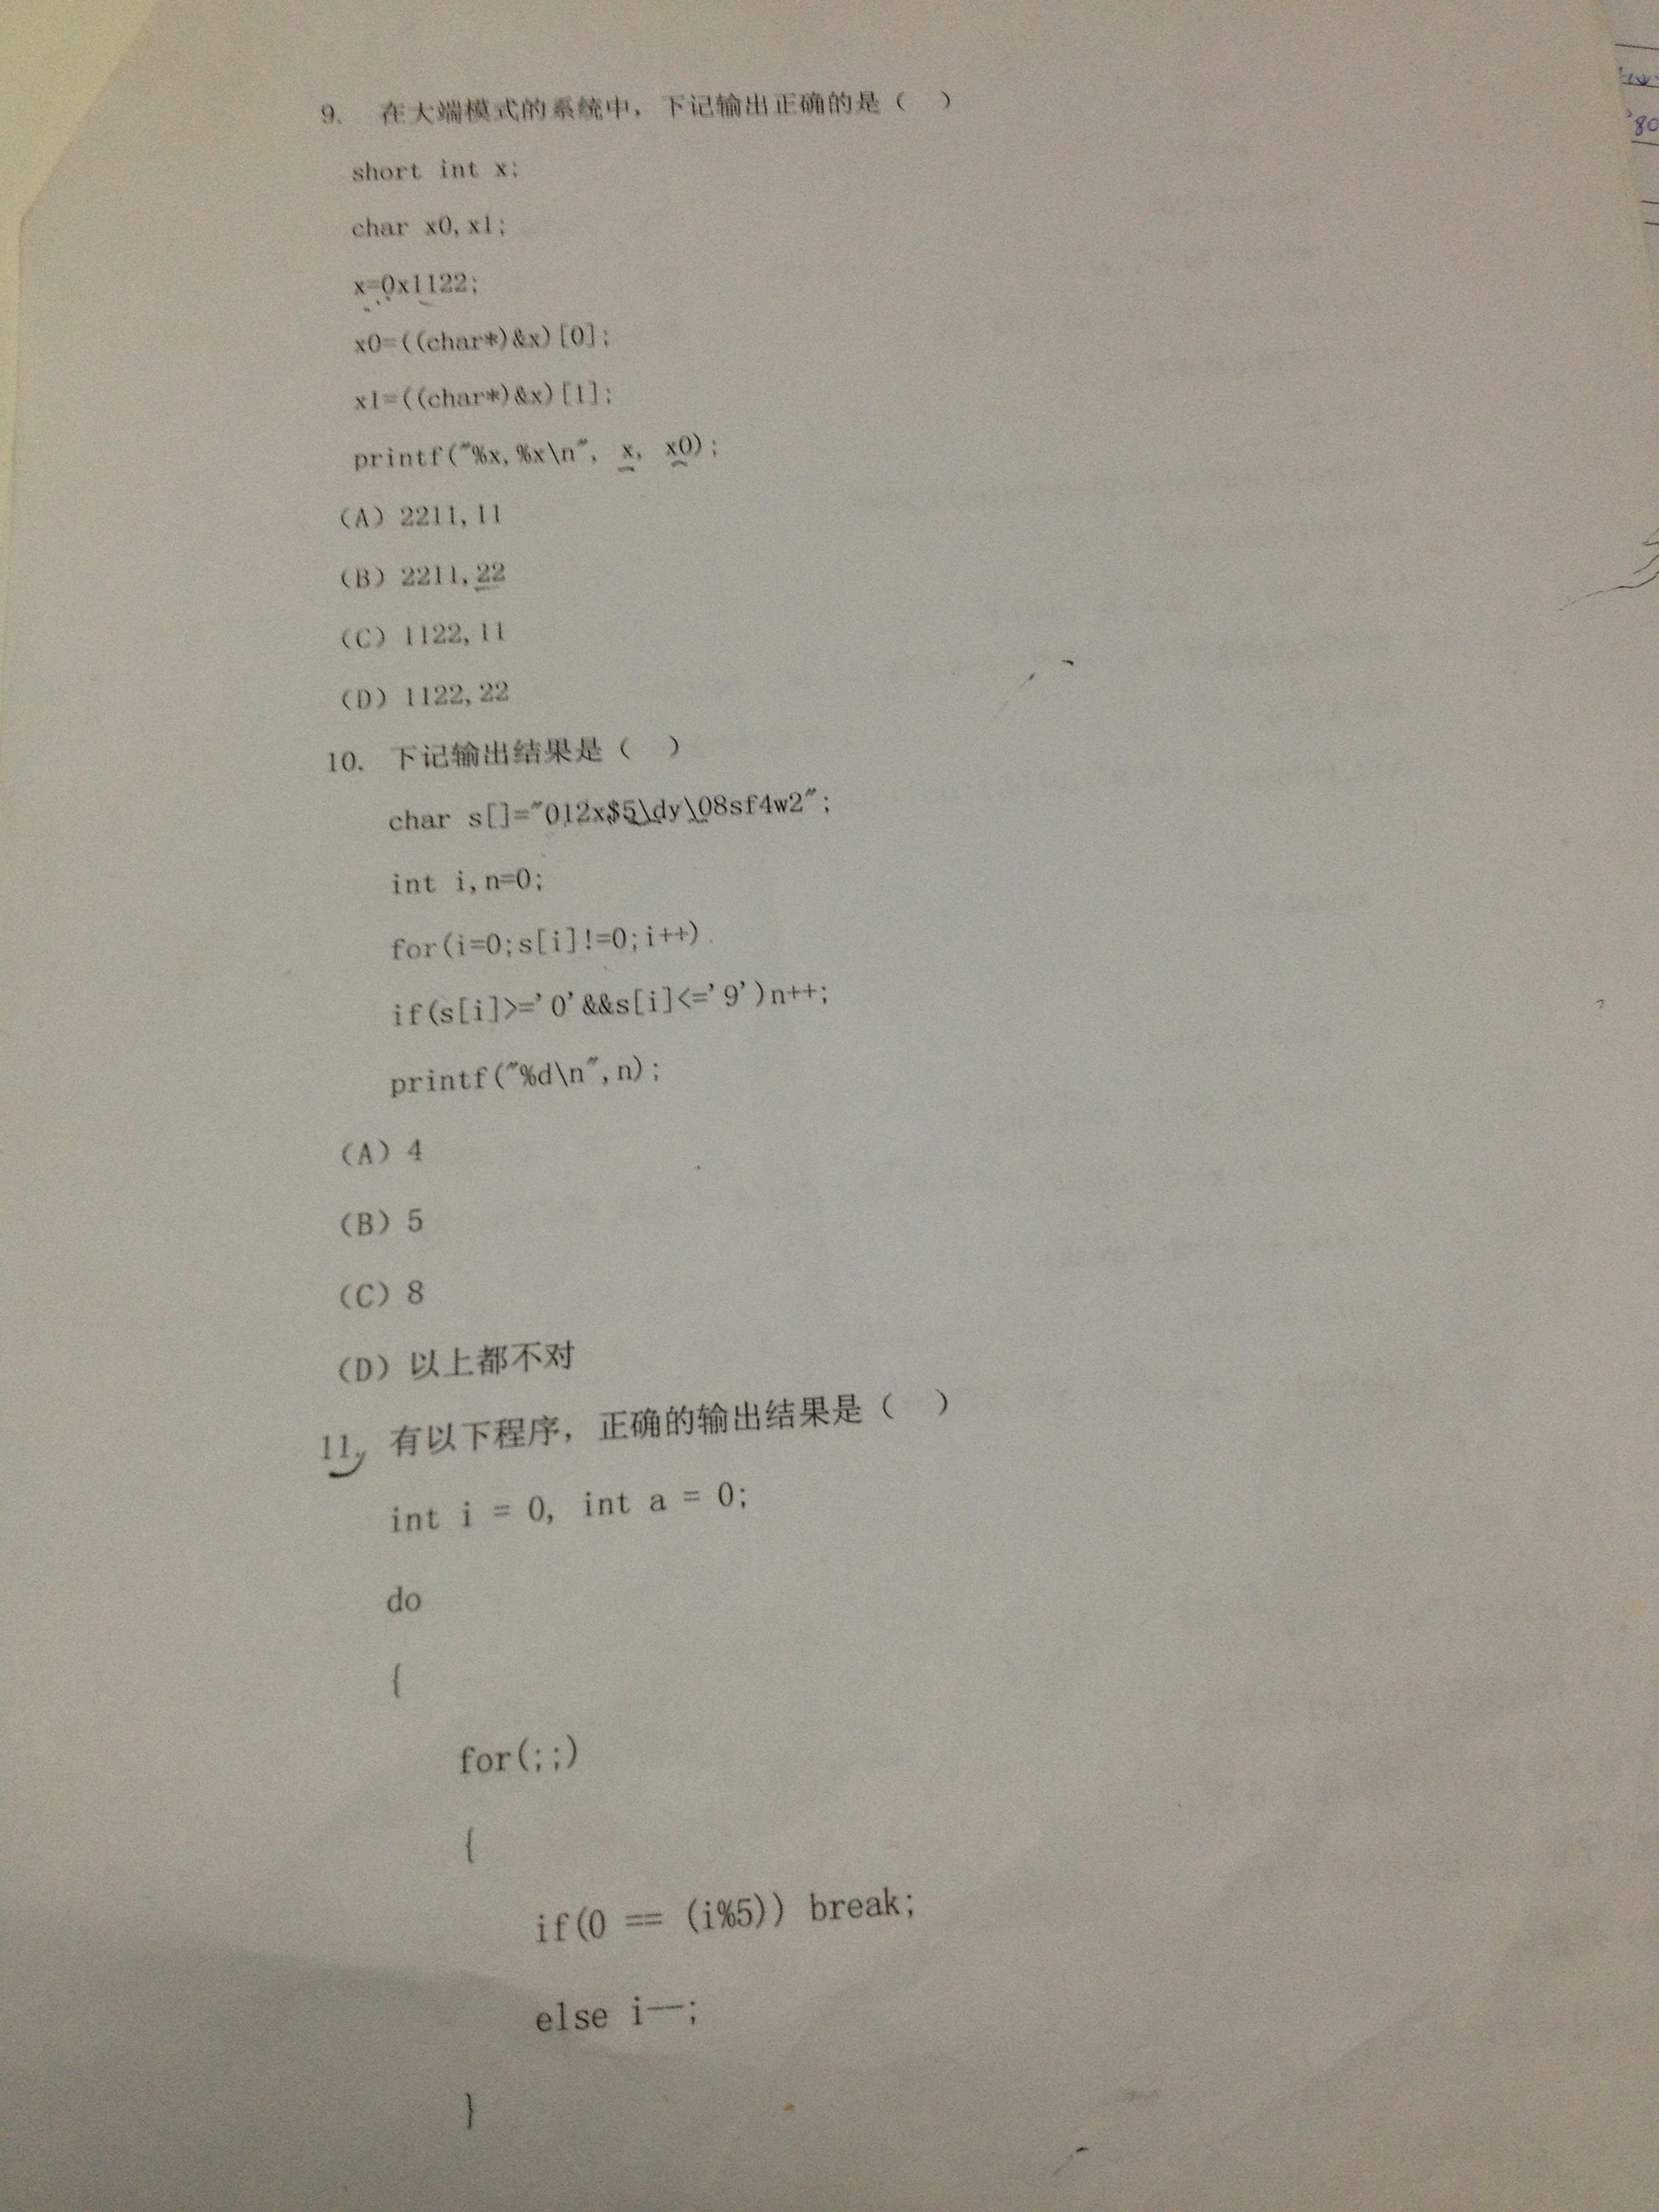 9. 在大端模式的系统中，下记输出正确的是（ ）
short int x;
char x0,x1;
x=0x1122;
x0=((char*)&x)[0];
x1=((char*)&x)[1];
printf("%x,%x\n", x, x0);
（A）2211,11
（B）2211,22
（C）1122,11
（D）1122,22
10. 下记输出结果是（ ）
char s[]="012x$5\dy\08sf4w2";
int i,n=0;
for(i=0;s[i]!=0;i++)
if(s[i]>='0'&&s[i]<='9')n++;
printf("%d\n",n);
（A）4
（B）5
（C）8
（D）以上都不对
11, 有以下程序，正确的输出结果是（ ）
int i = 0, int a = 0;
do
{
for(;;)
{
if(0 == (i%5)) break;
else i--;
}
'80